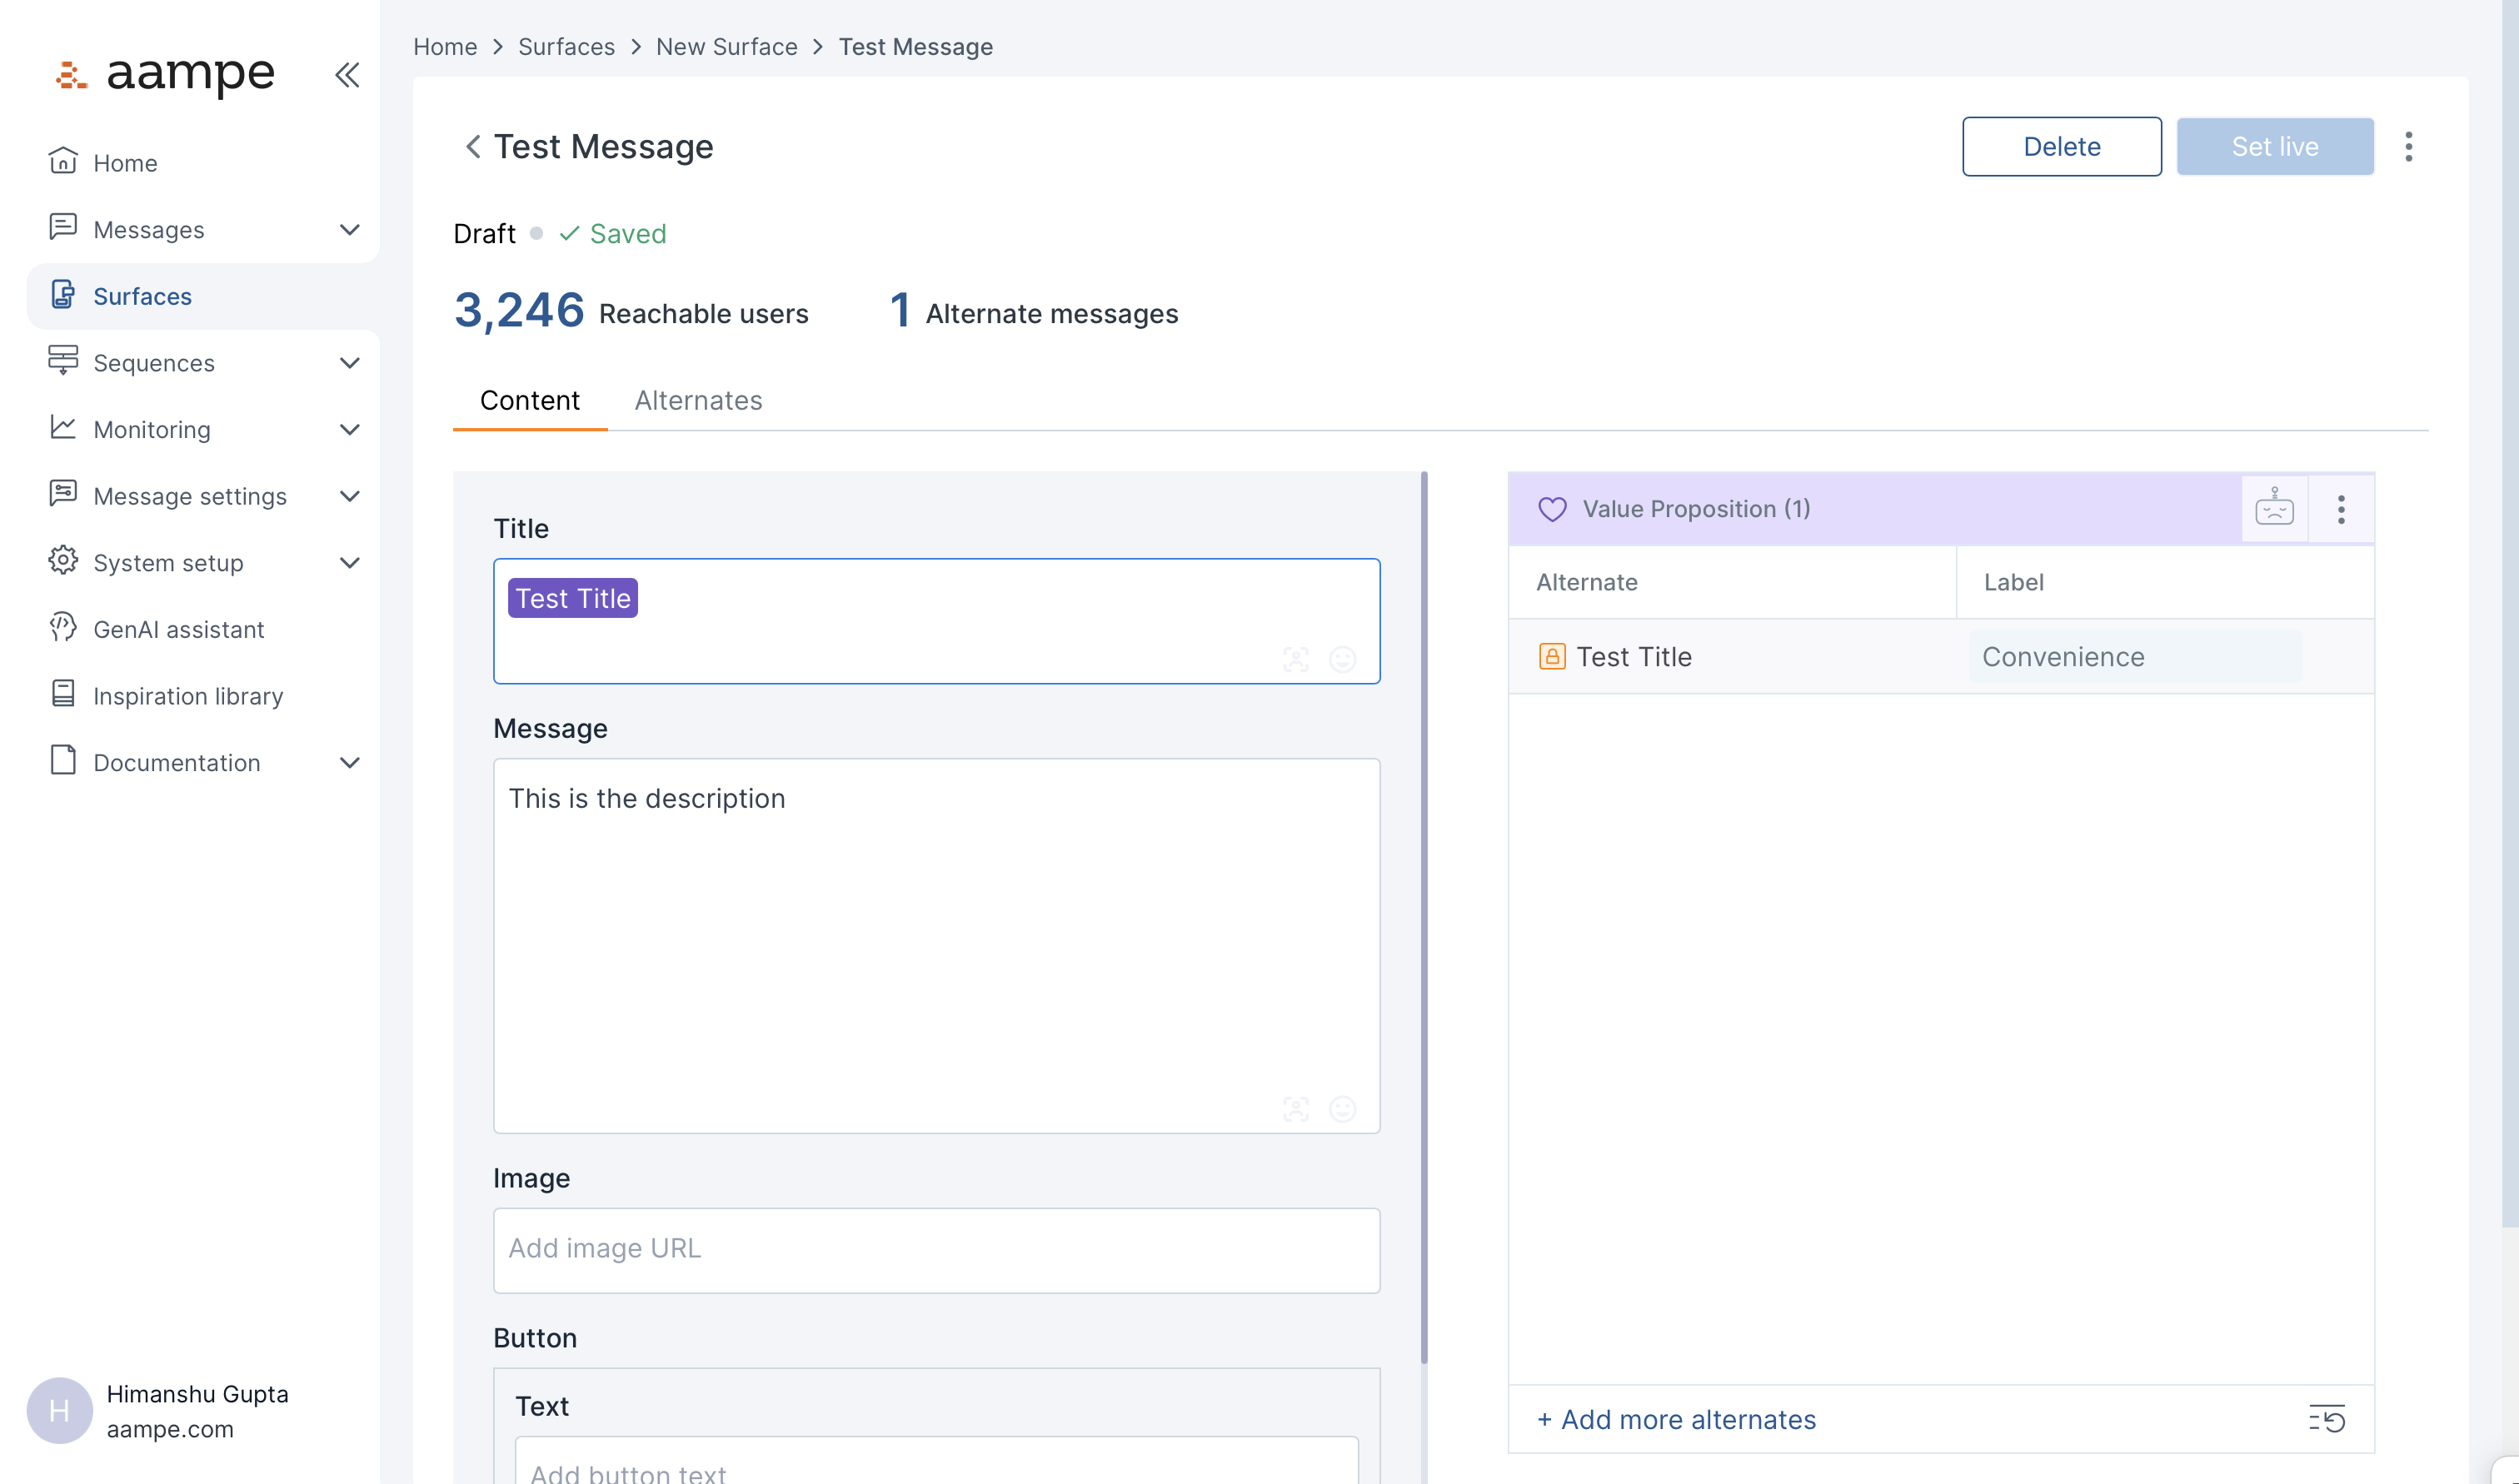 aampe
Home
Messages
Surfaces
Sequences
Monitoring
Message settings
System setup
GenAI assistant
Inspiration library
Documentation
H
Himanshu Gupta
aampe.com
Home > Surfaces > New Surface > Test Message
Test Message
Delete
Set live
Draft
Saved
3,246 Reachable users
1 Alternate messages
Content
Alternates
Title
Test Title
Message
This is the description
Image
Add image URL
Button
Text
Add button text
Value Proposition (1)
Alternate
Label
Test Title
Convenience
+ Add more alternates